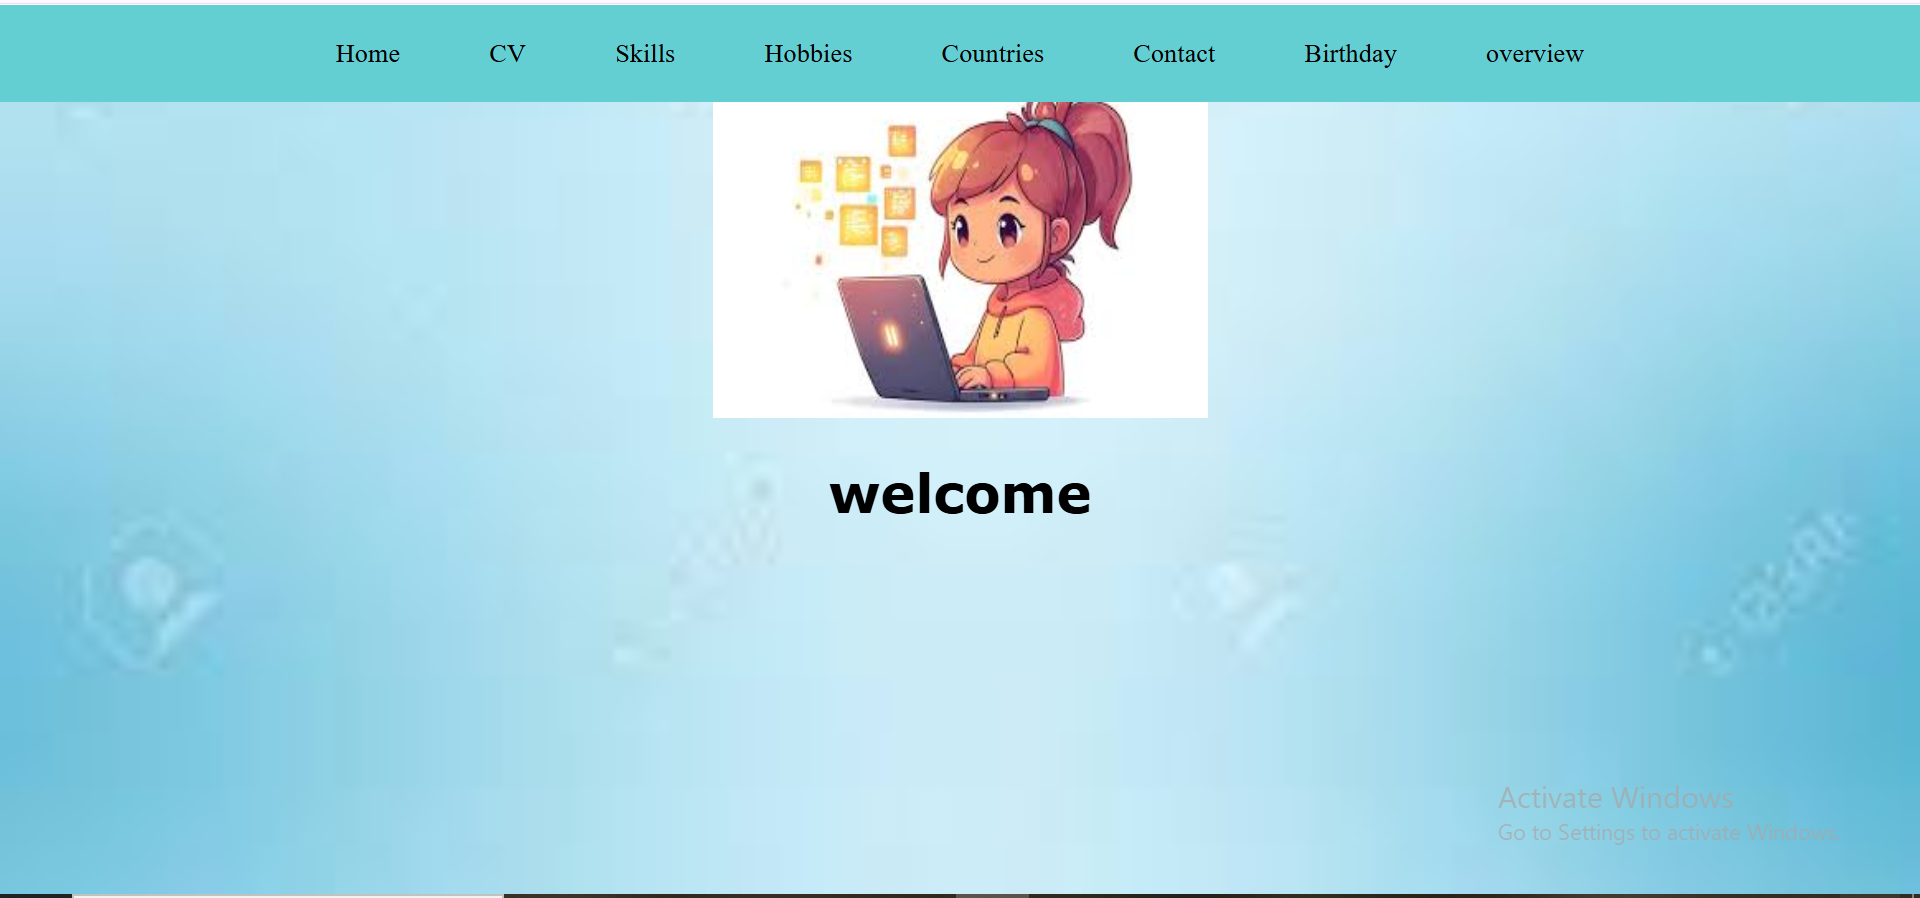 Home CV Skills Hobbies Countries Contact Birthday overview
welcome
Activate Windows
Go to Settings to activate Windows.